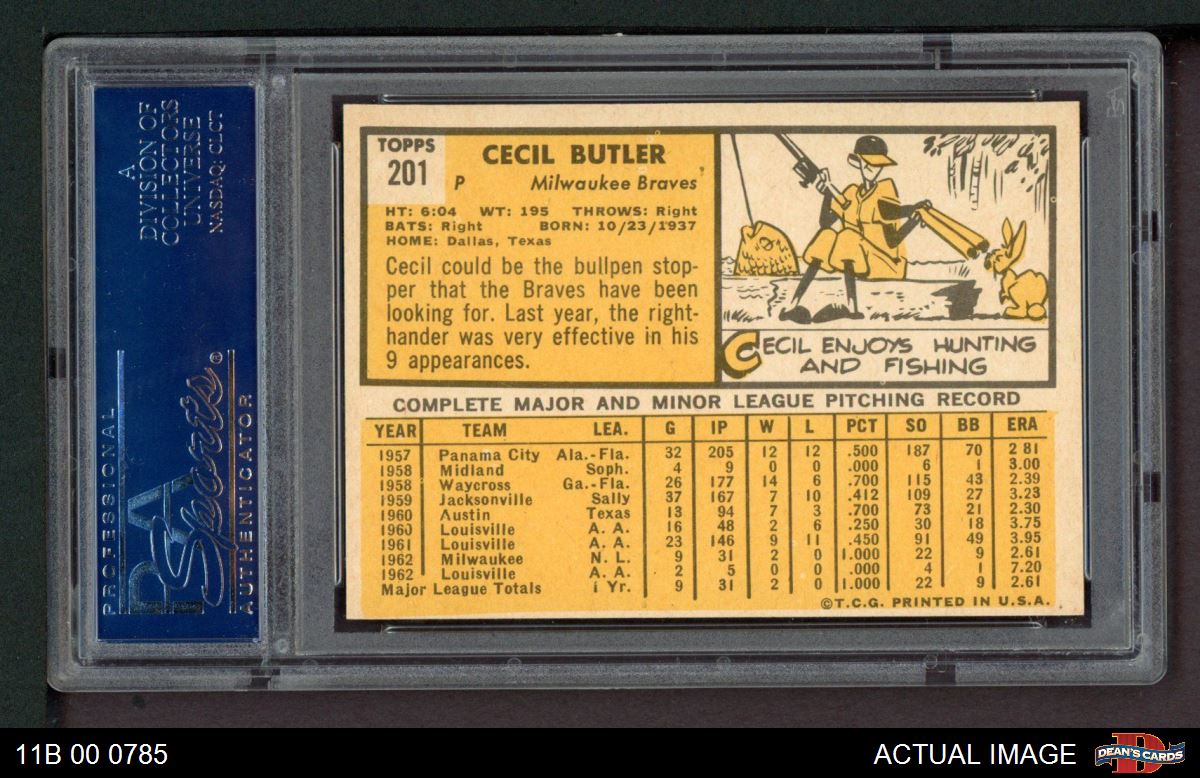 A
DIVISION OF
COLLECTORS
UNIVERSE
NASDAQ: CLCT
PROFESSIONAL
PSA
Sports®
AUTHENTICATOR
PSA
TOPPS
201
CECIL BUTLER
P Milwaukee Braves
HT: 6:04 WT: 195 THROWS: Right
BATS: Right BORN: 10/23/1937
HOME: Dallas, Texas
Cecil could be the bullpen stop-
per that the Braves have been
looking for. Last year, the right-
hander was very effective in his
9 appearances.
CECIL ENJOYS HUNTING
AND FISHING
COMPLETE MAJOR AND MINOR LEAGUE PITCHING RECORD
YEAR TEAM LEA. G IP W L PCT SO BB ERA
1957 Panama City Ala.-Fla. 32 205 12 12 .500 187 70 2 81
1958 Midland Soph. 4 9 0 0 .000 6 1 3.00
1958 Waycross Ga.-Fla. 26 177 14 6 .700 115 43 2.39
1959 Jacksonville Sally 37 167 7 10 .412 109 27 3.23
1960 Austin Texas 13 94 7 3 .700 73 21 2.30
1960 Louisville A. A. 16 48 2 6 .250 30 18 3.75
1961 Louisville A. A. 23 146 9 11 .450 91 49 3.95
1962 Milwaukee N. L. 9 31 2 0 1.000 22 9 2.61
1962 Louisville A. A. 2 5 0 0 .000 4 1 7.20
Major League Totals 1 Yr. 9 31 2 0 1.000 22 9 2.61
©T.C.G. PRINTED IN U.S.A.
11B 00 0785
ACTUAL IMAGE
DEAN'S CARDS